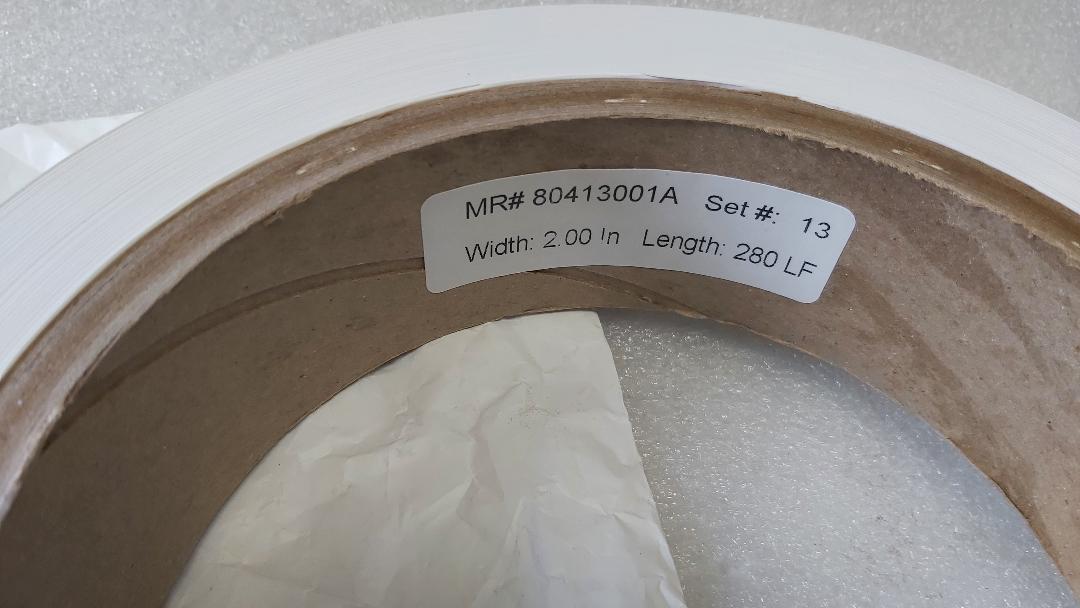 MR# 80413001A Set #: 13
Width: 2.00 In Length: 280 LF